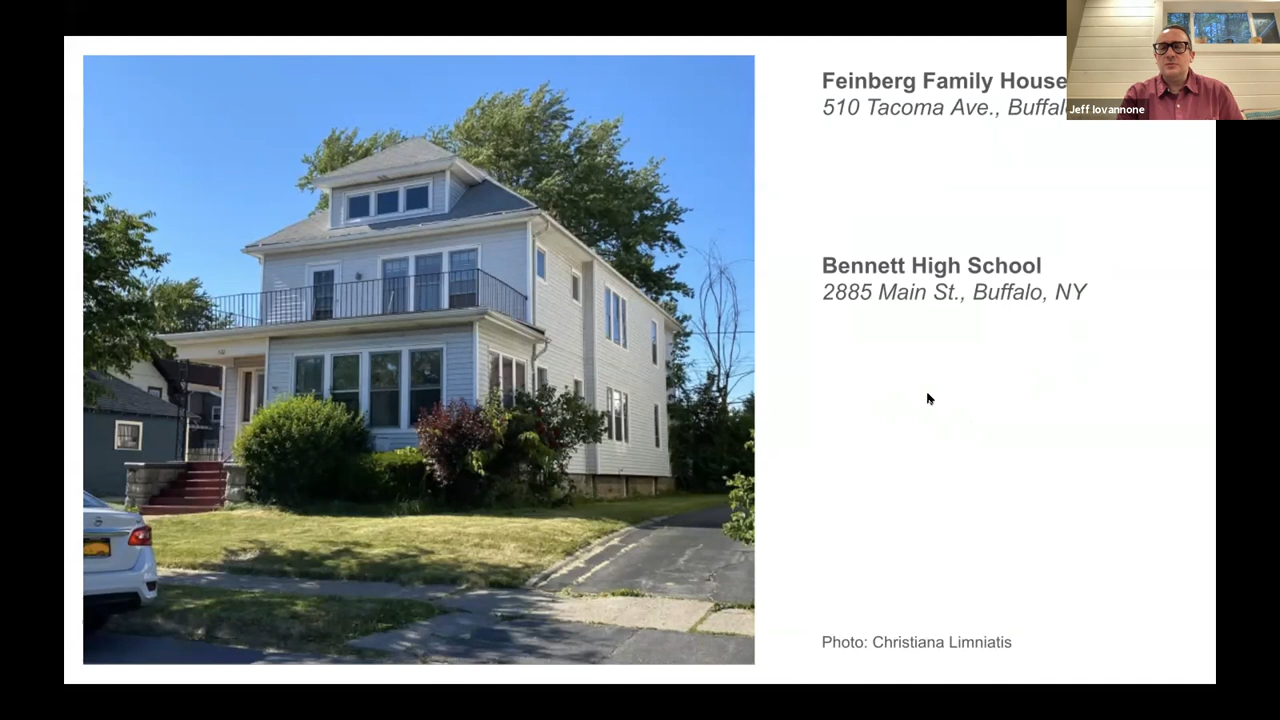 Feinberg Family House
510 Tacoma Ave., Buffalo
Jeff Iovannone
Bennett High School
2885 Main St., Buffalo, NY
Photo: Christiana Limniatis